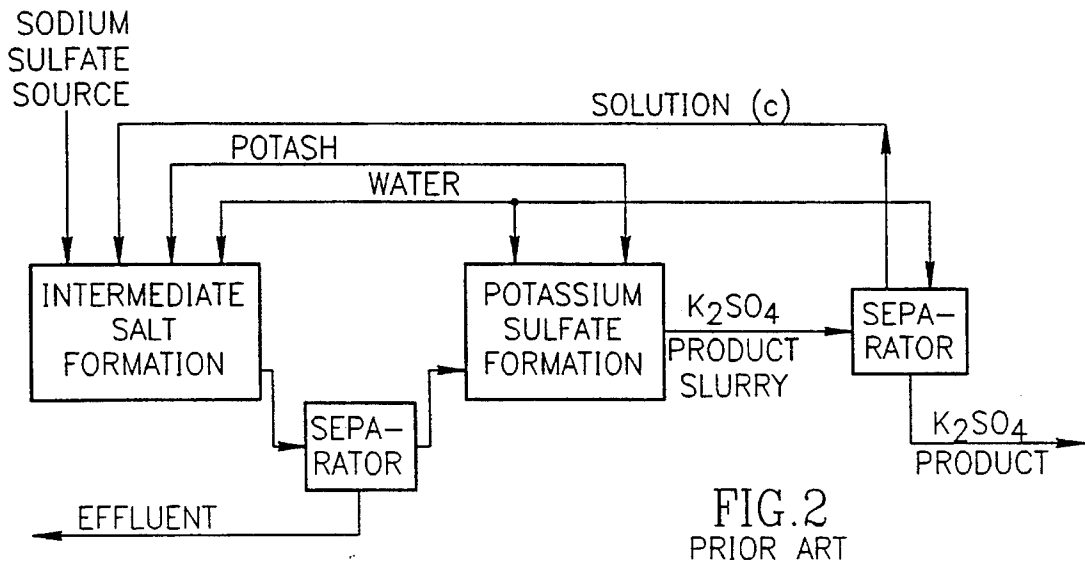 SODIUM
SULFATE
SOURCE
SOLUTION (c)
POTASH
WATER
INTERMEDIATE
SALT
FORMATION
POTASSIUM
SULFATE
FORMATION
K2SO4
PRODUCT
SLURRY
SEPA-
RATOR
SEPA-
RATOR
K2SO4
PRODUCT
EFFLUENT
FIG.2
PRIOR ART